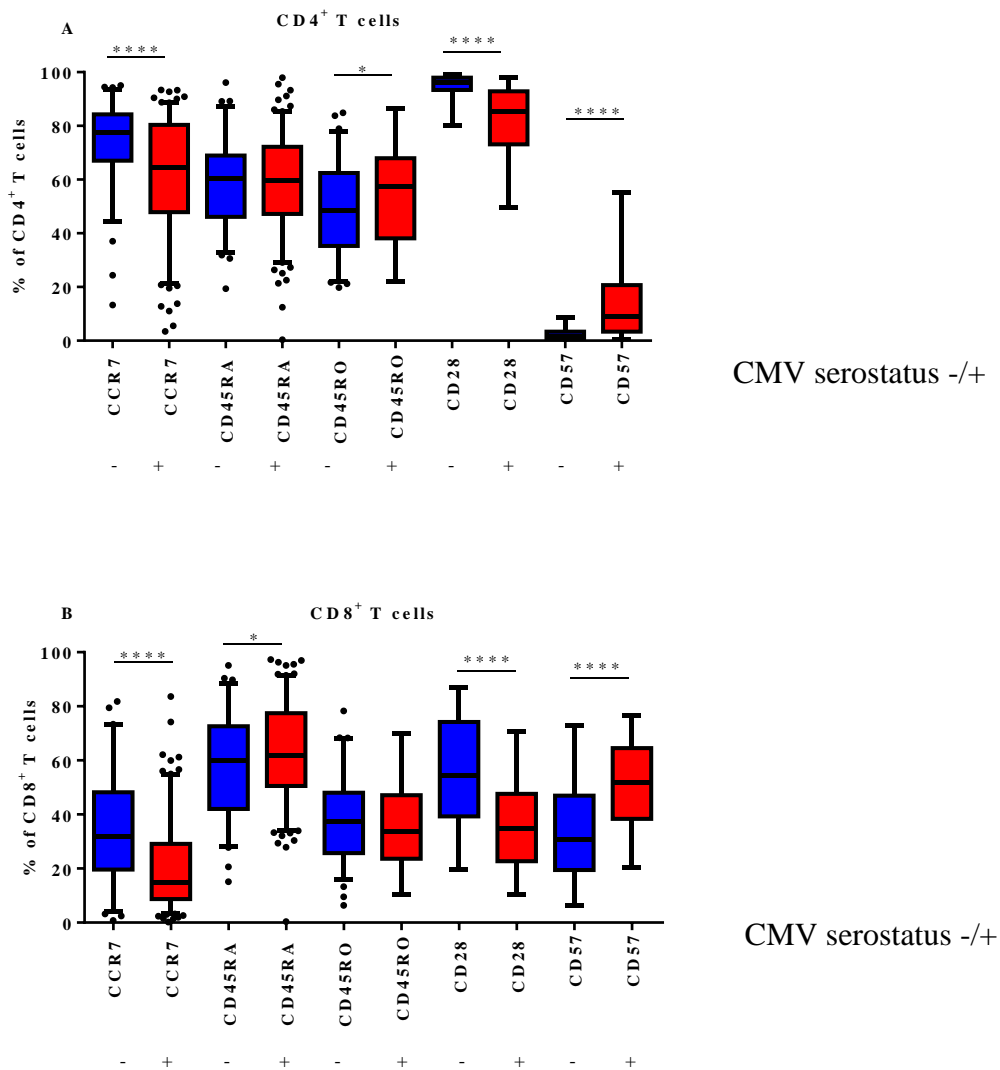 A
CD4+ T cells
**** * **** ****
% of CD4+ T cells
100
80
60
40
20
0
CCR7 CCR7 CD45RA CD45RA CD45RO CD45RO CD28 CD28 CD57 CD57
- + - + - + - + - +
CMV serostatus -/+
B
CD8+ T cells
**** * **** ****
% of CD8+ T cells
100
80
60
40
20
0
CCR7 CCR7 CD45RA CD45RA CD45RO CD45RO CD28 CD28 CD57 CD57
- + - + - + - + - +
CMV serostatus -/+